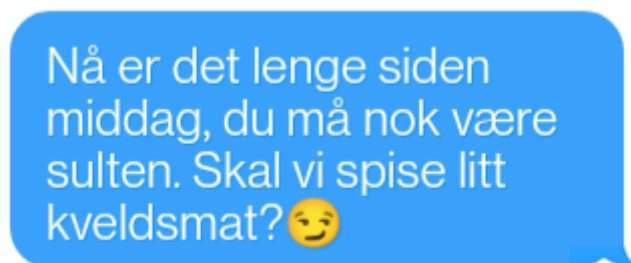 Nå er det lenge siden
middag, du må nok være
sulten. Skal vi spise litt
kveldsmat?😏